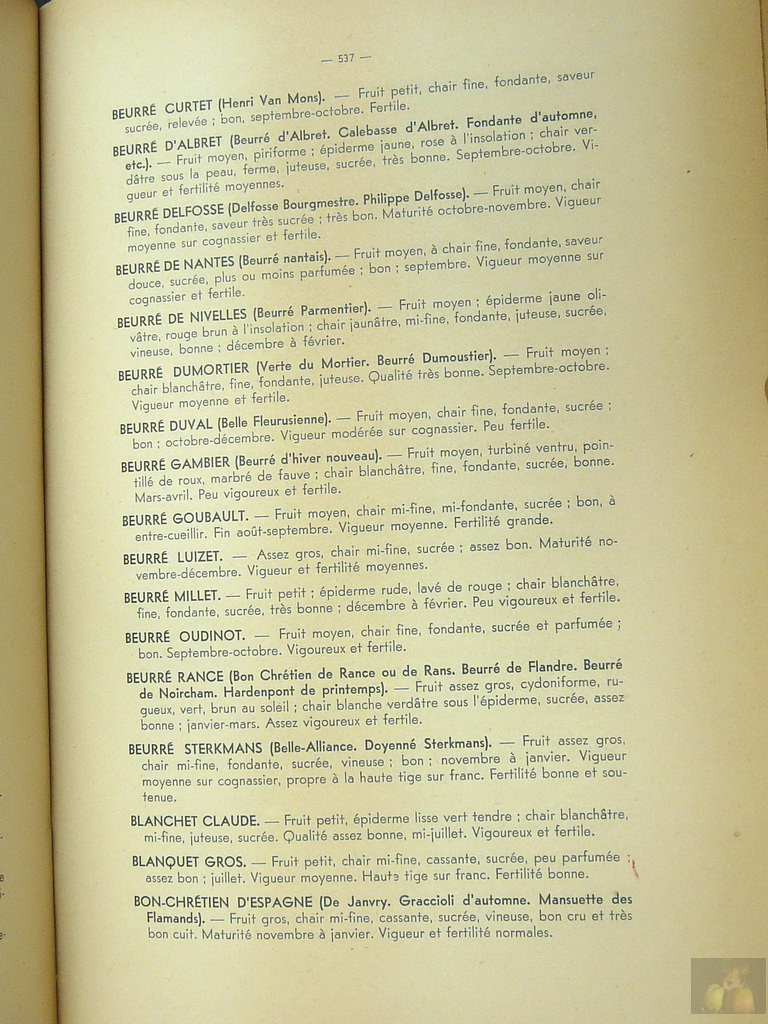 — 537 —
BEURRÉ CURTET (Henri Van Mons). — Fruit petit, chair fine, fondante, saveur
sucrée, relevée ; bon, septembre-octobre. Fertile.
BEURRÉ D'ALBRET (Beurré d'Albret. Calebasse d'Albret. Fondante d'automne,
etc.). — Fruit moyen, piriforme ; épiderme jaune, rose à l'insolation ; chair ver-
dâtre sous la peau, ferme, juteuse, sucrée, très bonne. Septembre-octobre. Vi-
gueur et fertilité moyennes.
BEURRÉ DELFOSSE (Delfosse Bourgmestre. Philippe Delfosse). — Fruit moyen, chair
fine, fondante, saveur très sucrée ; très bon. Maturité octobre-novembre. Vigueur
moyenne sur cognassier et fertile.
BEURRÉ DE NANTES (Beurré nantais). — Fruit moyen, à chair fine, fondante, saveur
douce, sucrée, plus ou moins parfumée ; bon ; septembre. Vigueur moyenne sur
cognassier et fertile.
BEURRÉ DE NIVELLES (Beurré Parmentier). — Fruit moyen ; épiderme jaune oli-
vâtre, rouge brun à l'insolation ; chair jaunâtre, mi-fine, fondante, juteuse, sucrée,
vineuse, bonne ; décembre à février.
BEURRÉ DUMORTIER (Verte du Mortier. Beurré Dumoustier). — Fruit moyen ;
chair blanchâtre, fine, fondante, juteuse. Qualité très bonne. Septembre-octobre.
Vigueur moyenne et fertile.
BEURRÉ DUVAL (Belle Fleurusienne). — Fruit moyen, chair fine, fondante, sucrée ;
bon ; octobre-décembre. Vigueur modérée sur cognassier. Peu fertile.
BEURRÉ GAMBIER (Beurré d'hiver nouveau). — Fruit moyen, turbiné ventru, poin-
tillé de roux, marbré de fauve ; chair blanchâtre, fine, fondante, sucrée, bonne.
Mars-avril. Peu vigoureux et fertile.
BEURRÉ GOUBAULT. — Fruit moyen, chair mi-fine, mi-fondante, sucrée ; bon, à
entre-cueillir. Fin août-septembre. Vigueur moyenne. Fertilité grande.
BEURRÉ LUIZET. — Assez gros, chair mi-fine, sucrée ; assez bon. Maturité no-
vembre-décembre. Vigueur et fertilité moyennes.
BEURRÉ MILLET. — Fruit petit ; épiderme rude, lavé de rouge ; chair blanchâtre,
fine, fondante, sucrée, très bonne ; décembre à février. Peu vigoureux et fertile.
BEURRÉ OUDINOT. — Fruit moyen, chair fine, fondante, sucrée et parfumée ;
bon. Septembre-octobre. Vigoureux et fertile.
BEURRÉ RANCE (Bon Chrétien de Rance ou de Rans. Beurré de Flandre. Beurré
de Noircham. Hardenpont de printemps). — Fruit assez gros, cydoniforme, ru-
gueux, vert, brun au soleil ; chair blanche verdâtre sous l'épiderme, sucrée, assez
bonne ; janvier-mars. Assez vigoureux et fertile.
BEURRÉ STERKMANS (Belle-Alliance. Doyenné Sterkmans). — Fruit assez gros,
chair mi-fine, fondante, sucrée, vineuse ; bon ; novembre à janvier. Vigueur
moyenne sur cognassier, propre à la haute tige sur franc. Fertilité bonne et sou-
tenue.
BLANCHET CLAUDE. — Fruit petit, épiderme lisse vert tendre ; chair blanchâtre,
mi-fine, juteuse, sucrée. Qualité assez bonne, mi-juillet. Vigoureux et fertile.
BLANQUET GROS. — Fruit petit, chair mi-fine, cassante, sucrée, peu parfumée ;
assez bon ; juillet. Vigueur moyenne. Haute tige sur franc. Fertilité bonne.
BON-CHRÉTIEN D'ESPAGNE (De Janvry. Graccioli d'automne. Mansuette des
Flamands). — Fruit gros, chair mi-fine, cassante, sucrée, vineuse, bon cru et très
bon cuit. Maturité novembre à janvier. Vigueur et fertilité normales.